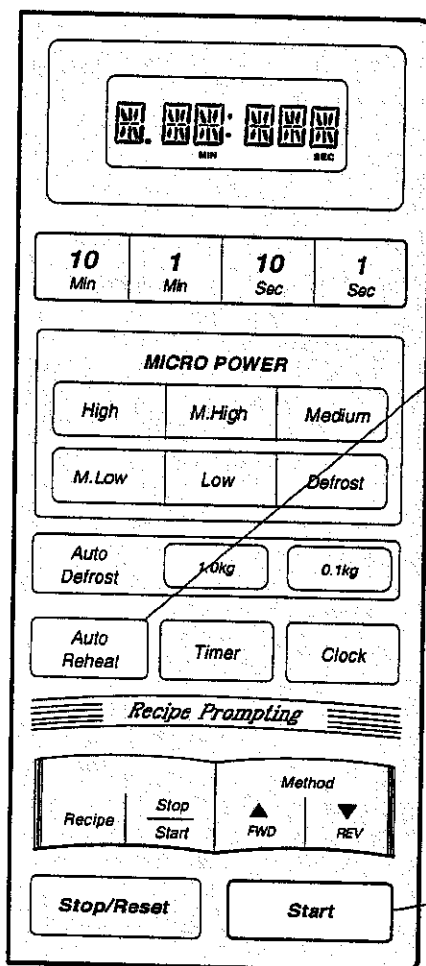 MIN SEC
10 1 10 1
Min Min Sec Sec
MICRO POWER
High M.High Medium
M.Low Low Defrost
Auto
Defrost
1.0kg 0.1kg
Auto
Reheat
Timer Clock
Recipe Prompting
Method
Recipe
Stop
Start
▲ ▼
FWD REV
Stop/Reset Start